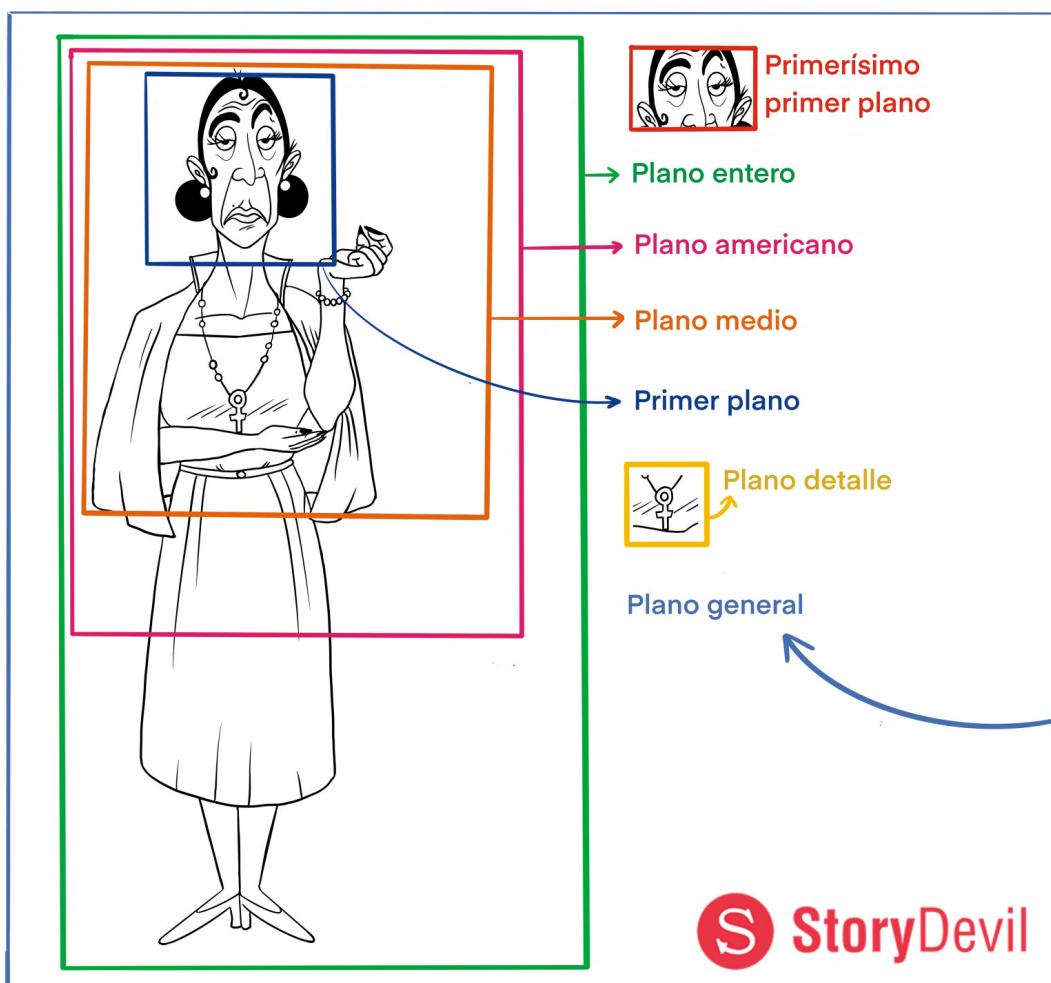 Primerísimo
primer plano
Plano entero
Plano americano
Plano medio
Primer plano
Plano detalle
Plano general
S StoryDevil